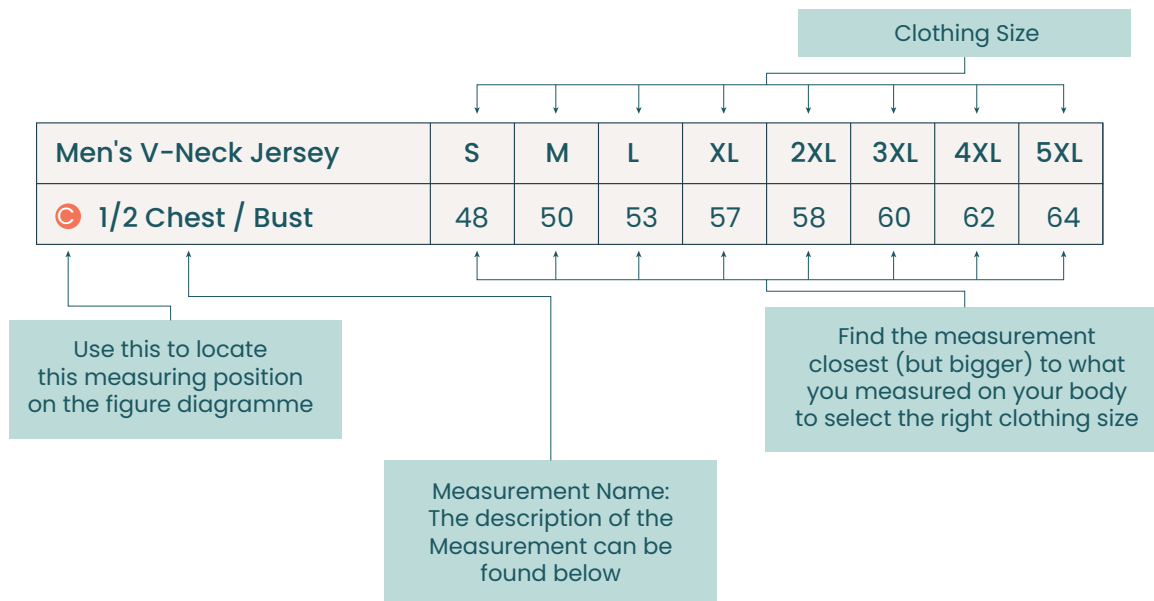 Clothing Size
Men's V-Neck Jersey S M L XL 2XL 3XL 4XL 5XL
C 1/2 Chest / Bust 48 50 53 57 58 60 62 64
Use this to locate
this measuring position
on the figure diagramme
Find the measurement
closest (but bigger) to what
you measured on your body
to select the right clothing size
Measurement Name:
The description of the
Measurement can be
found below